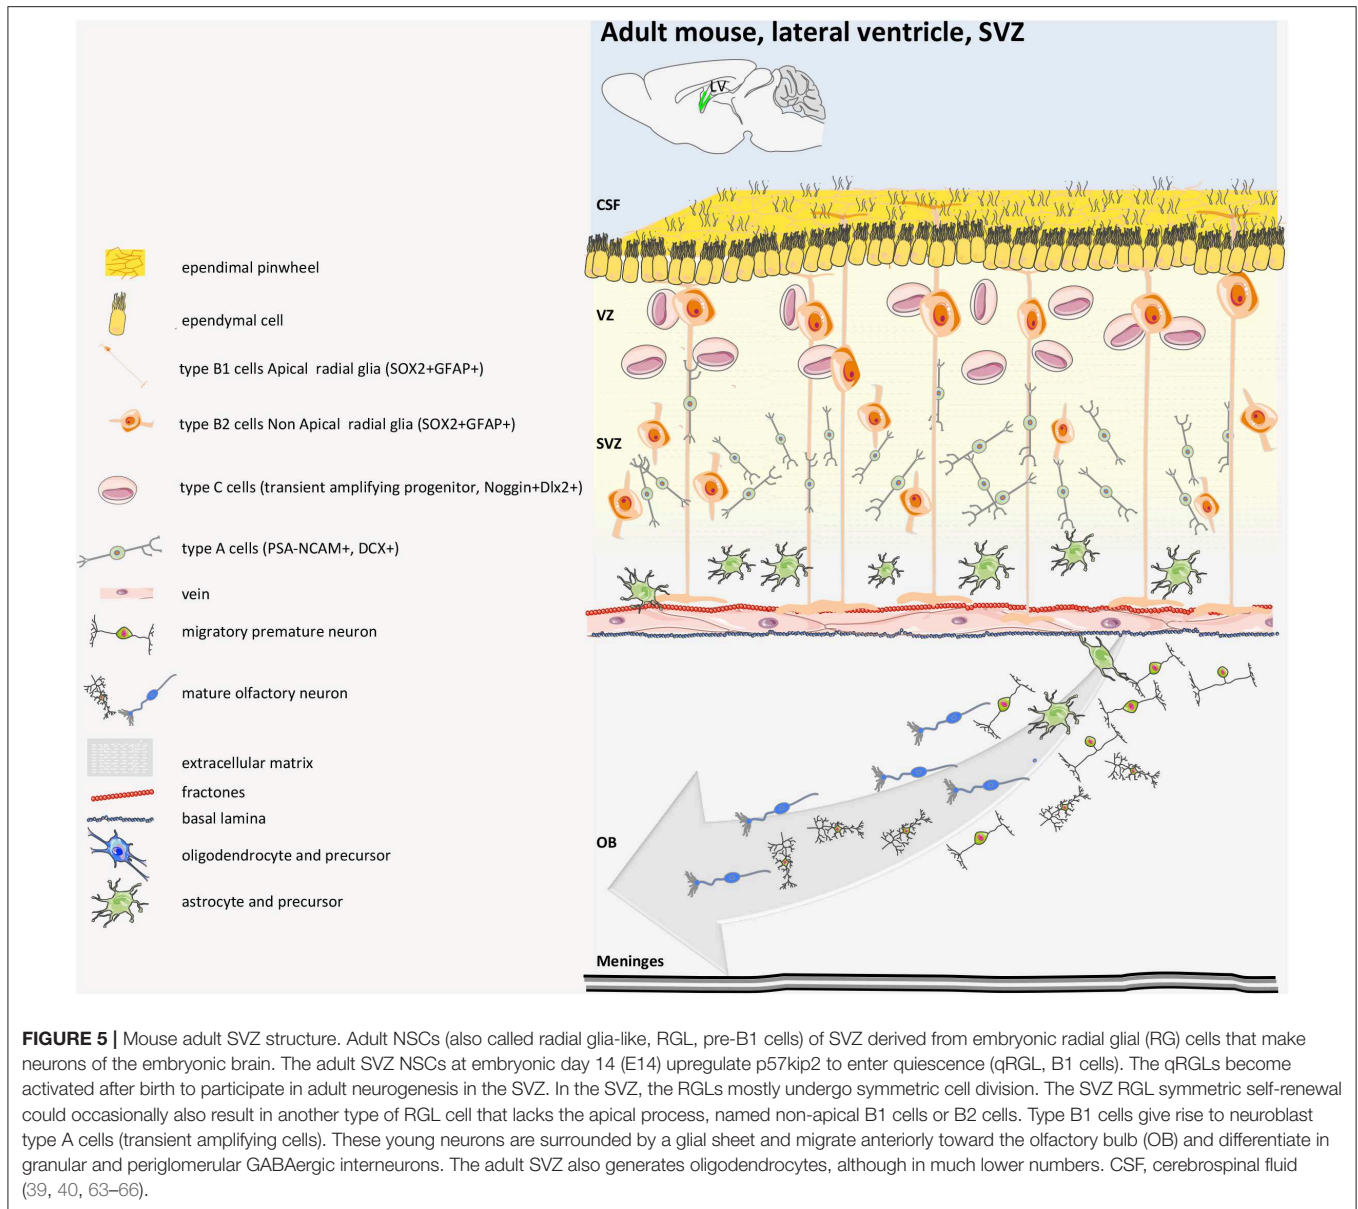 Adult mouse, lateral ventricle, SVZ
LV
CSF
VZ
SVZ
OB
Meninges
ependimal pinwheel
ependymal cell
type B1 cells Apical  radial glia (SOX2+GFAP+)
type B2 cells Non Apical  radial glia (SOX2+GFAP+)
type C cells (transient amplifying progenitor, Noggin+Dlx2+)
type A cells (PSA-NCAM+, DCX+)
vein
migratory premature neuron
mature olfactory neuron
extracellular matrix
fractones
basal lamina
oligodendrocyte and precursor
astrocyte and precursor
FIGURE 5 | Mouse adult SVZ structure. Adult NSCs (also called radial glia-like, RGL, pre-B1 cells) of SVZ derived from embryonic radial glial (RG) cells that make
neurons of the embryonic brain. The adult SVZ NSCs at embryonic day 14 (E14) upregulate p57kip2 to enter quiescence (qRGL, B1 cells). The qRGLs become
activated after birth to participate in adult neurogenesis in the SVZ. In the SVZ, the RGLs mostly undergo symmetric cell division. The SVZ RGL symmetric self-renewal
could occasionally also result in another type of RGL cell that lacks the apical process, named non-apical B1 cells or B2 cells. Type B1 cells give rise to neuroblast
type A cells (transient amplifying cells). These young neurons are surrounded by a glial sheet and migrate anteriorly toward the olfactory bulb (OB) and differentiate in
granular and periglomerular GABAergic interneurons. The adult SVZ also generates oligodendrocytes, although in much lower numbers. CSF, cerebrospinal fluid
(39, 40, 63–66).